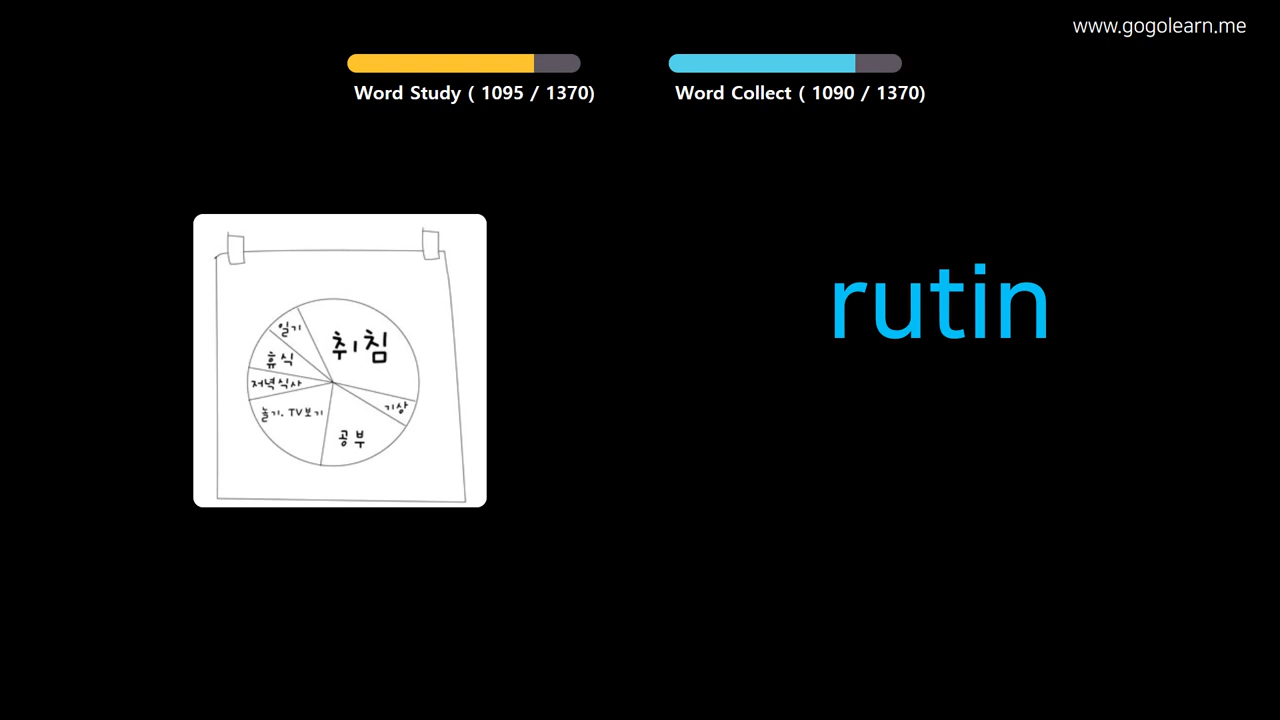 www.gogolearn.me
Word Study ( 1095 / 1370)
Word Collect ( 1090 / 1370)
rutin
일기
취침
휴식
저녁식사
놀기. TV보기
기상
공부